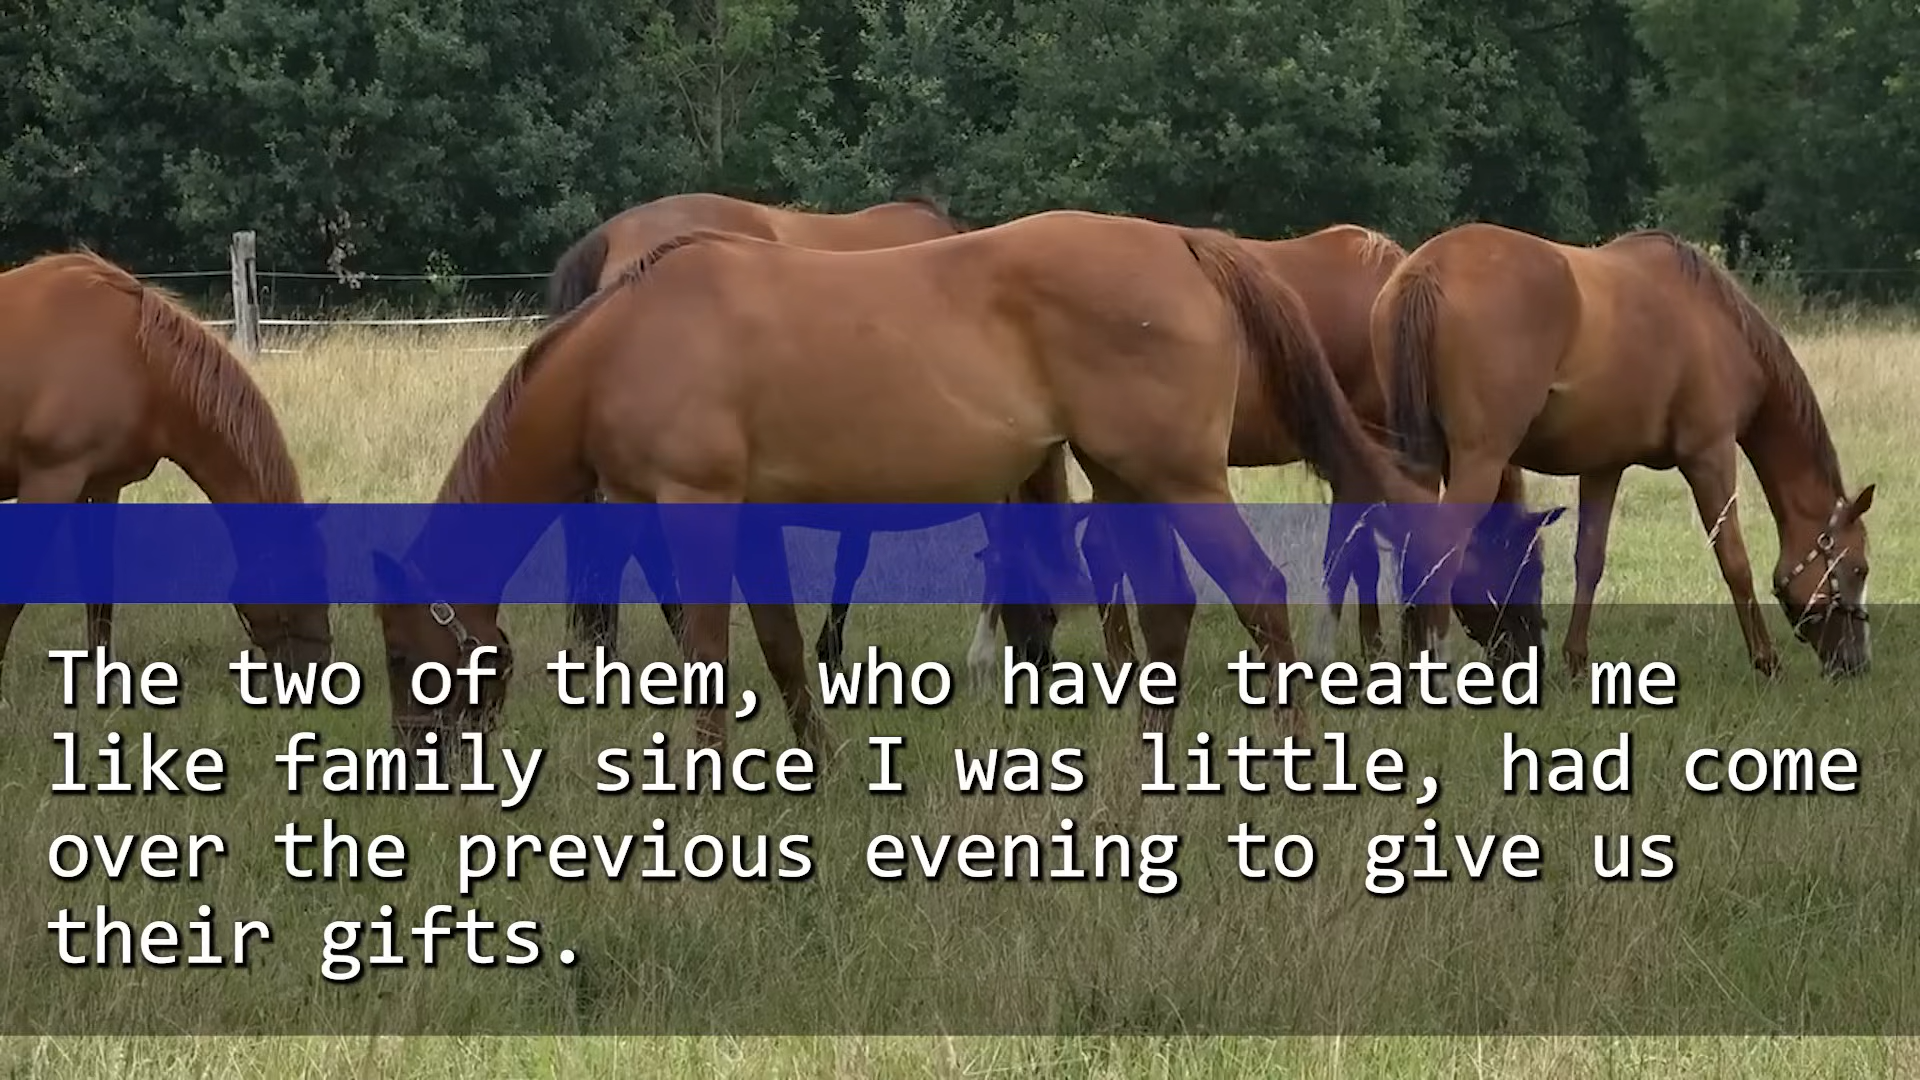 The two of them, who have treated me
like family since I was little, had come
over the previous evening to give us
their gifts.